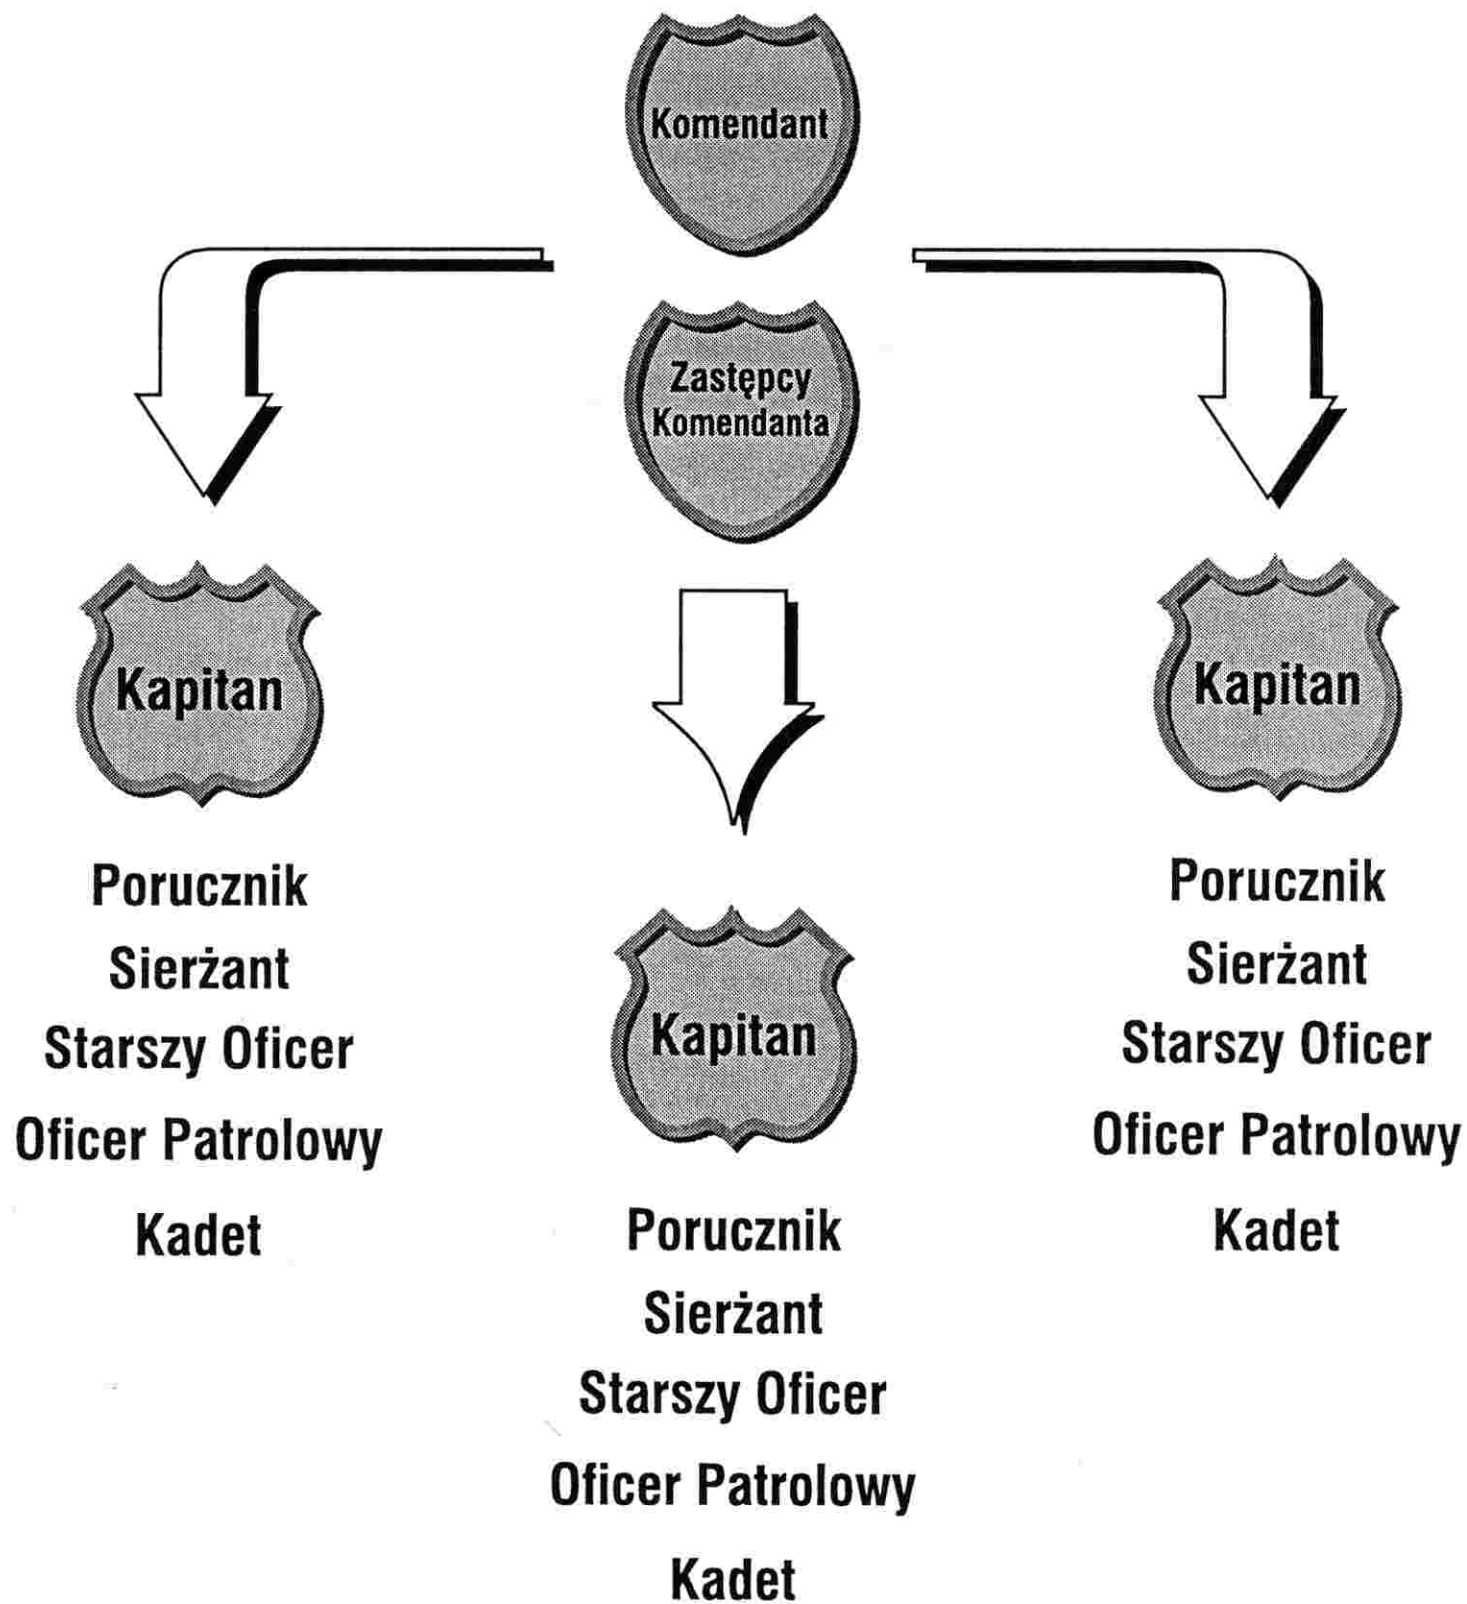 Komendant
Zastępcy
Komendanta
Kapitan
Porucznik
Sierżant
Starszy Oficer
Oficer Patrolowy
Kadet
Kapitan
Porucznik
Sierżant
Starszy Oficer
Oficer Patrolowy
Kadet
Kapitan
Porucznik
Sierżant
Starszy Oficer
Oficer Patrolowy
Kadet